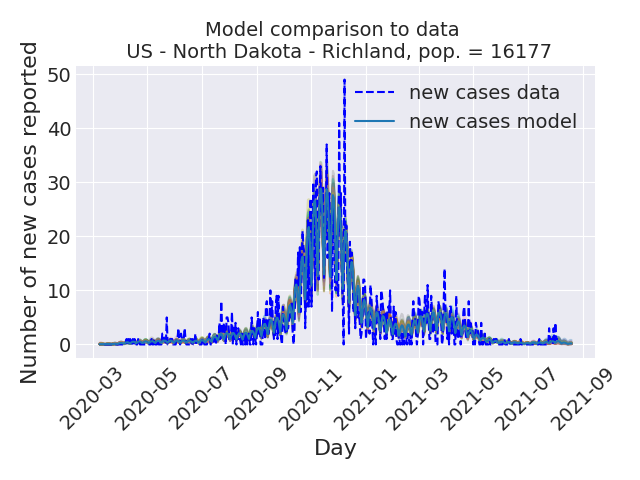 Model comparison to data
US - North Dakota - Richland, pop. = 16177
Number of new cases reported
50
40
30
20
10
0
new cases data
new cases model
2020-03
2020-05
2020-07
2020-09
2020-11
2021-01
2021-03
2021-05
2021-07
2021-09
Day